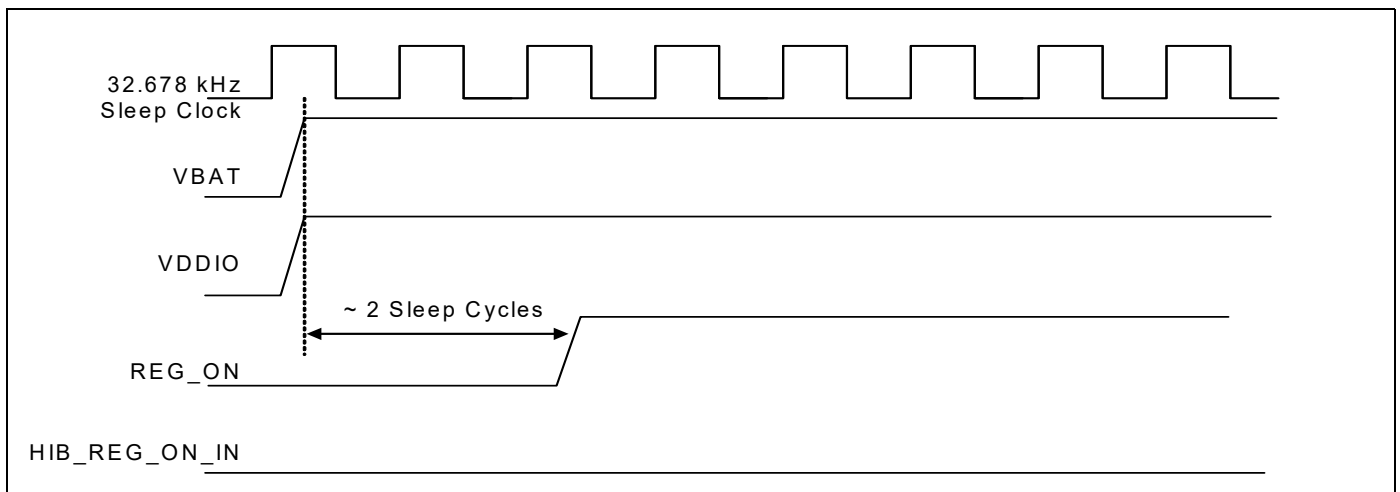 32.678 kHz
Sleep Clock
VBAT
VDDIO
~ 2 Sleep Cycles
REG_ON
HIB_REG_ON_IN